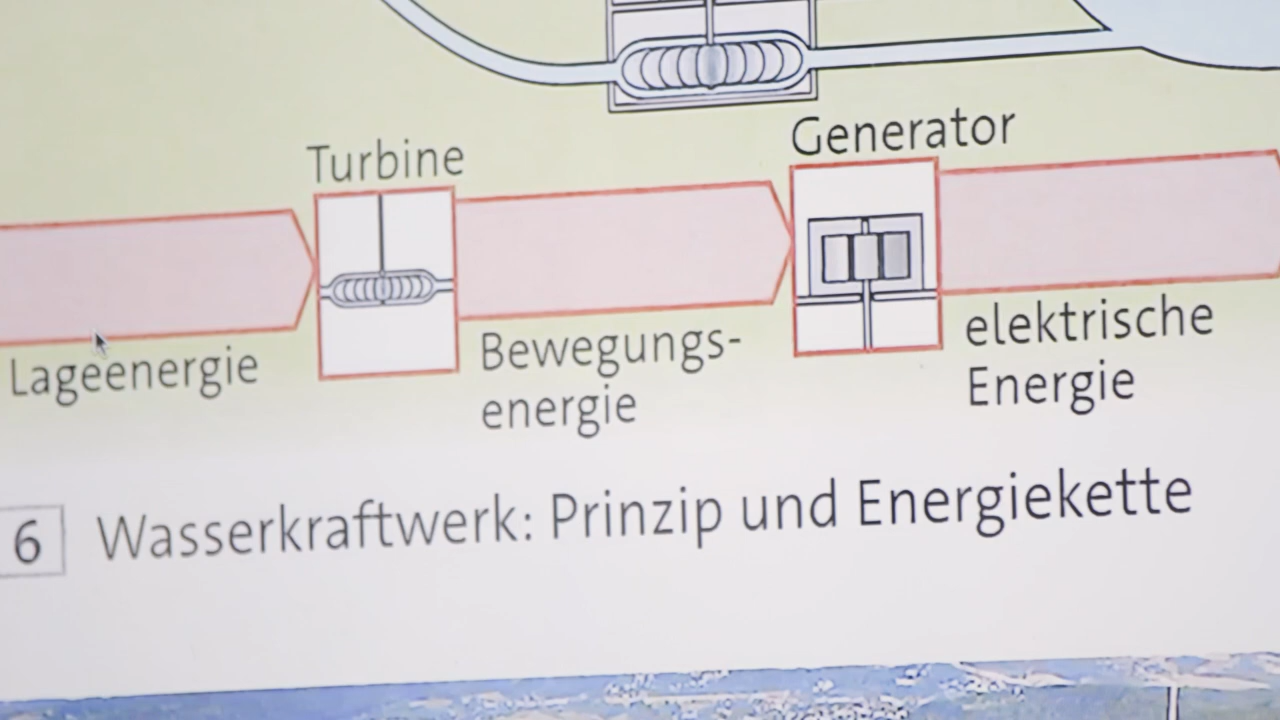 Turbine
Generator
Lageenergie
Bewegungs-
energie
elektrische
Energie
6 Wasserkraftwerk: Prinzip und Energiekette